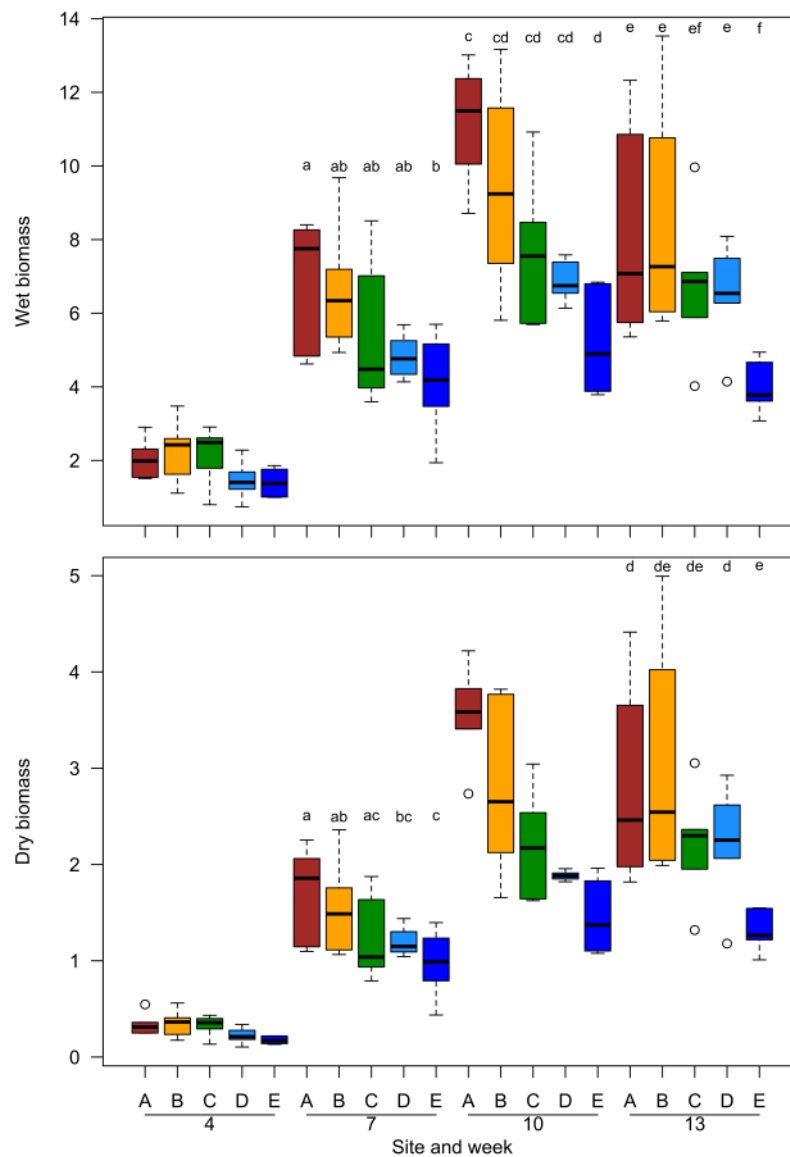 14
12
10
8
6
4
2
Wet biomass
a ab ab ab b
c cd cd cd d
e e ef e f
5
4
3
2
1
0
Dry biomass
a ab ac bc c
d de de d e
A B C D E A B C D E A B C D E A B C D E
4 7 10 13
Site and week